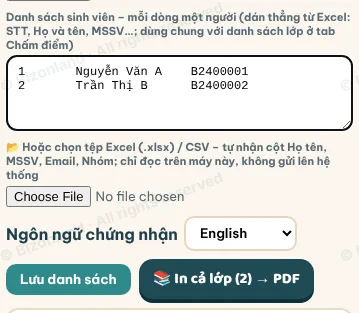 Danh sách sinh viên – mỗi dòng một người (dán thẳng từ Excel:
STT, Họ và tên, MSSV...; dùng chung với danh sách lớp ở tab
Chấm điểm)
1 Nguyễn Văn A B2400001
2 Trần Thị B B2400002
📂 Hoặc chọn tệp Excel (.xlsx) / CSV – tự nhận cột Họ tên,
MSSV, Email, Nhóm; chỉ đọc trên máy này, không gửi lên hệ
thống
Choose File No file chosen
Ngôn ngữ chứng nhận English
Lưu danh sách 📚 In cả lớp (2) → PDF